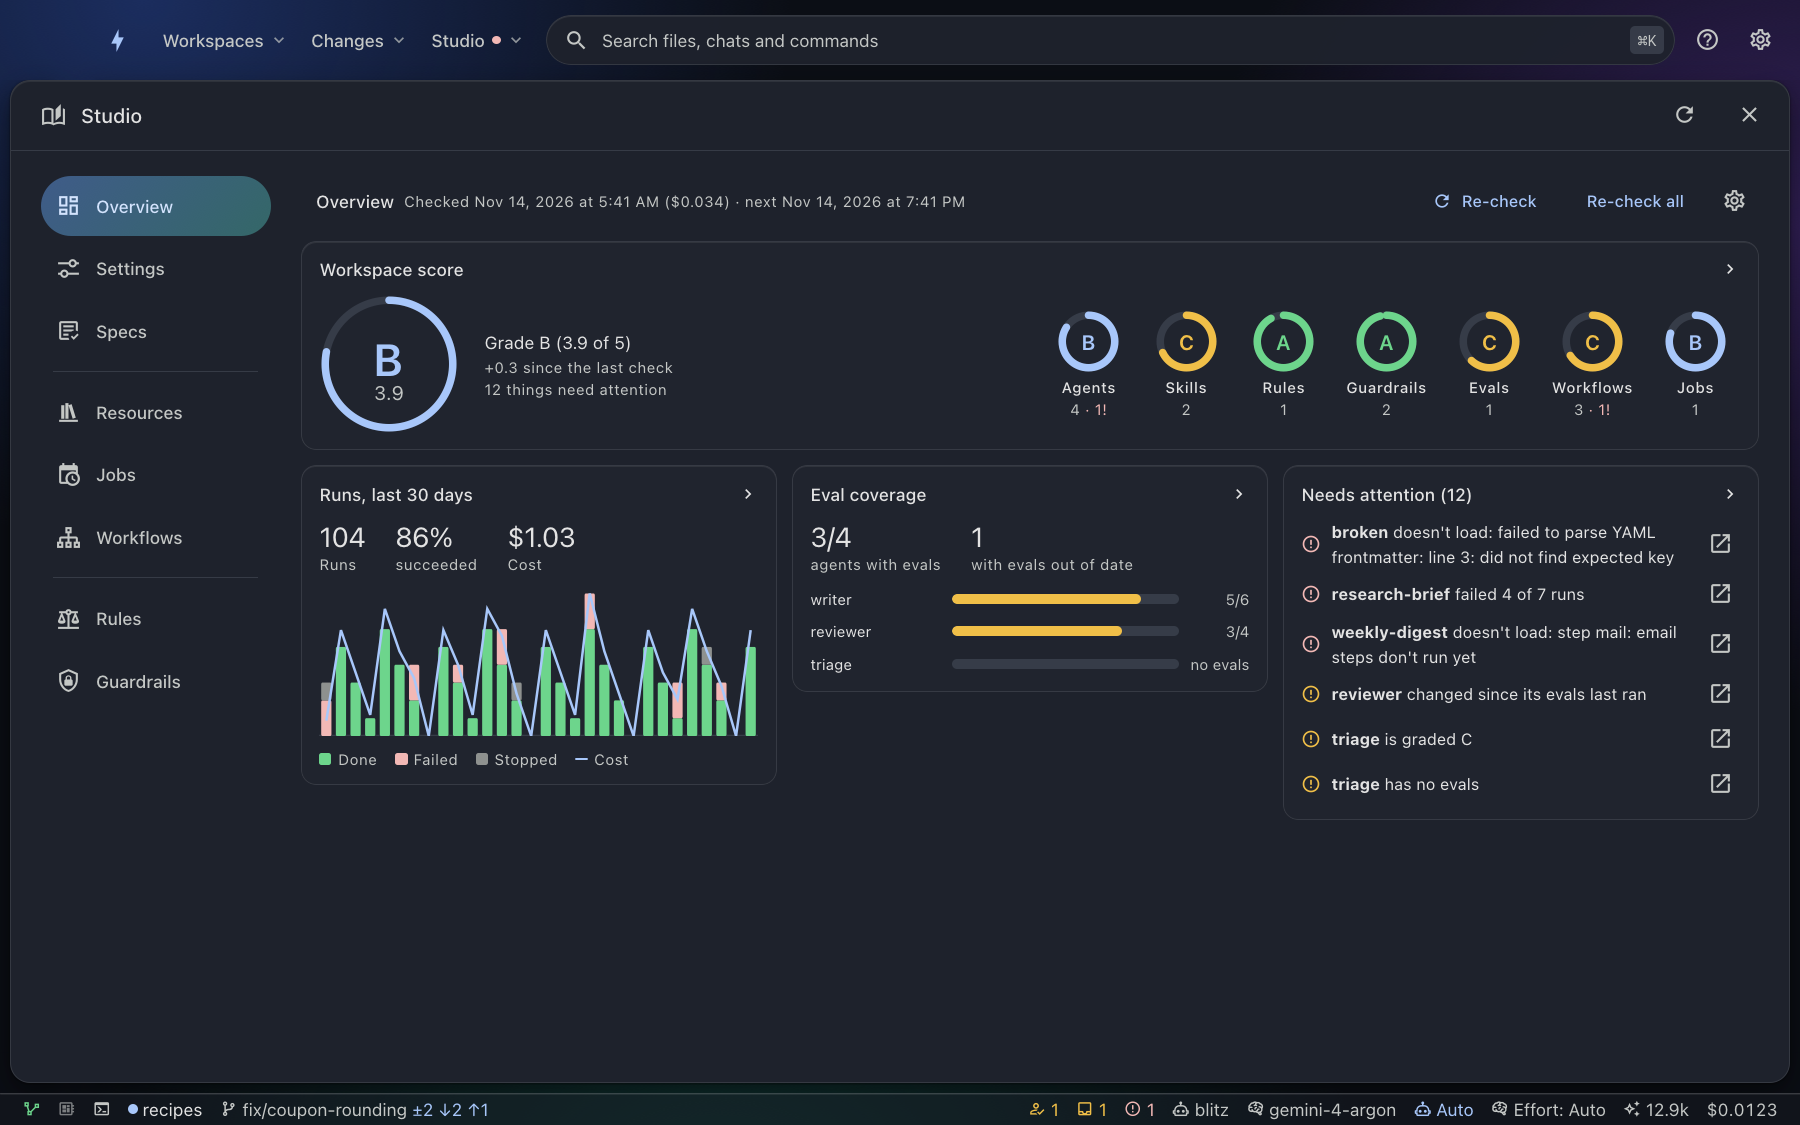 Workspaces
Changes
Studio
Search files, chats and commands
⌘K
Studio
Overview
Settings
Specs
Resources
Jobs
Workflows
Rules
Guardrails
Overview Checked Nov 14, 2026 at 5:41 AM ($0.034) · next Nov 14, 2026 at 7:41 PM
Re-check
Re-check all
Workspace score
B
3.9
Grade B (3.9 of 5)
+0.3 since the last check
12 things need attention
B
Agents
4 · 1!
C
Skills
2
A
Rules
1
A
Guardrails
2
C
Evals
1
C
Workflows
3 · 1!
B
Jobs
1
Runs, last 30 days
104
Runs
86%
succeeded
$1.03
Cost
Done
Failed
Stopped
Cost
Eval coverage
3/4
agents with evals
1
with evals out of date
writer 5/6
reviewer 3/4
triage no evals
Needs attention (12)
broken doesn't load: failed to parse YAML
frontmatter: line 3: did not find expected key
research-brief failed 4 of 7 runs
weekly-digest doesn't load: step mail: email
steps don't run yet
reviewer changed since its evals last ran
triage is graded C
triage has no evals
recipes
fix/coupon-rounding ±2 ↓2 ↑1
1
1
1
blitz
gemini-4-argon
Auto
Effort: Auto
12.9k
$0.0123